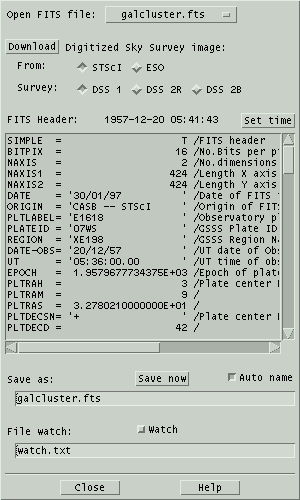 Open FITS file: galcluster.fts
Download Digitized Sky Survey image:
From: STScI ESO
Survey: DSS 1 DSS 2R DSS 2B
FITS Header: 1957-12-20 05:41:43 Set time
SIMPLE = T /FITS header
BITPIX = 16 /No.Bits per p
NAXIS = 2 /No.dimensions
NAXIS1 = 424 /Length X axis
NAXIS2 = 424 /Length Y axis
DATE = '30/01/97 ' /Date of FITS
ORIGIN = 'CASB -- STScI ' /Origin of FIT
PLTLABEL= 'E1618 ' /Observatory pl
PLATEID = '07WS ' /GSSS Plate ID
REGION = 'XE198 ' /GSSS Region N
DATE-OBS= '20/12/57 ' /UT date of Obs
UT = '05:36:00.00 ' /UT time of obs
EPOCH = 1.9579677734375E+03 /Epoch of plat
PLTRAH = 3 /Plate center
PLTRAM = 9 /
PLTRAS = 3.2780210000000E+01 /
PLTDECSN= '+ ' /Plate center
PLTDECD = 42 /
Save as: Save now Auto name
galcluster.fts
File watch: Watch
watch.txt
Close Help